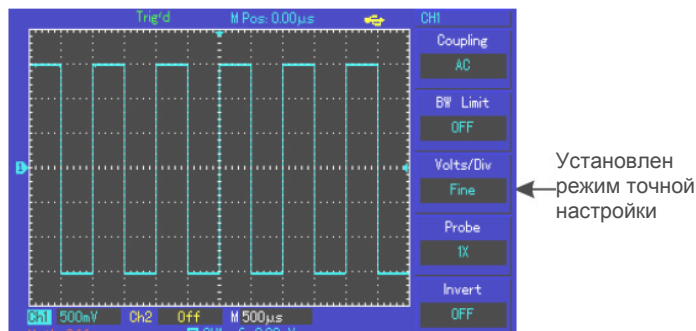 Trig'd M Pos: 0.00μs CH1
Coupling
AC
BW Limit
OFF
Volts/Div
Fine
Probe
1X
Invert
OFF
1
Ch1 500mV Ch2 Off M 500μs
Установлен
режим точной
настройки